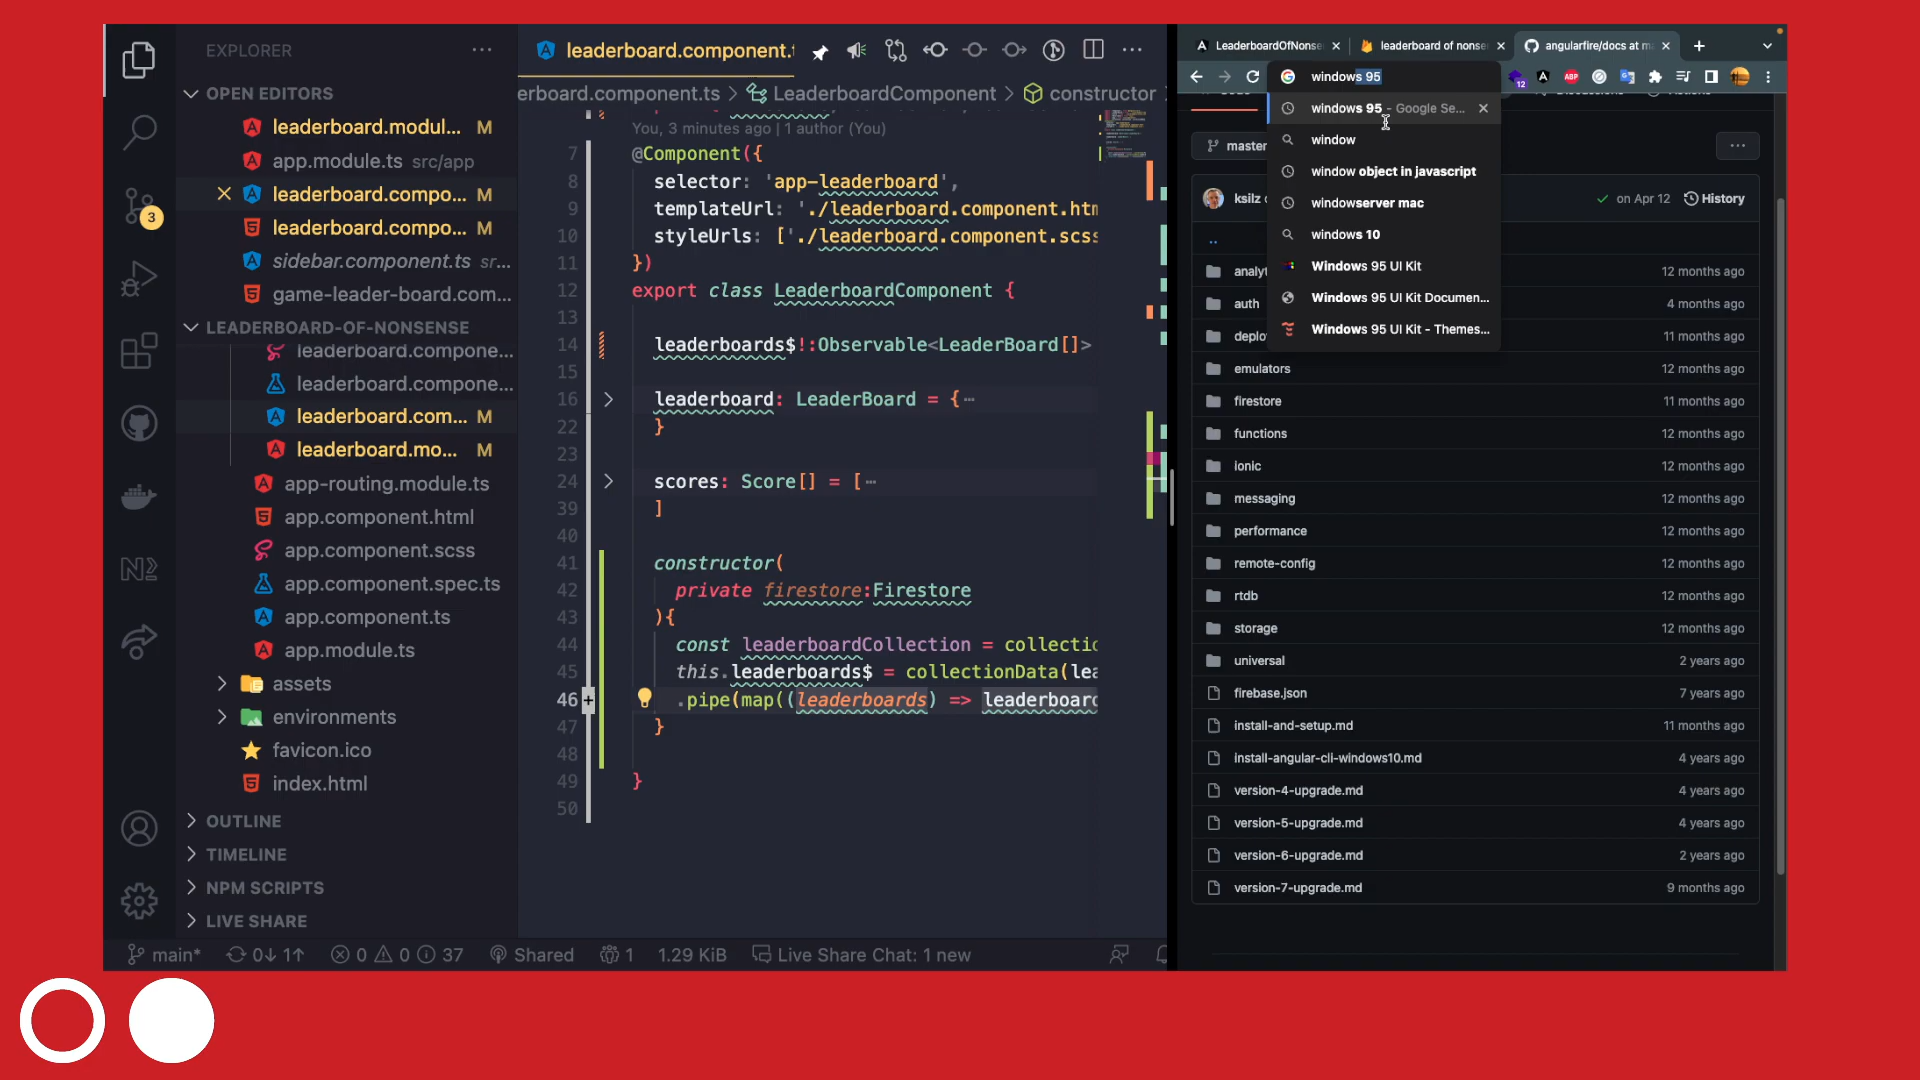 EXPLORER
OPEN EDITORS
leaderboard.modul... M
app.module.ts src/app
leaderboard.compo... M
leaderboard.compo... M
sidebar.component.ts sr...
game-leader-board.com...
LEADERBOARD-OF-NONSENSE
leaderboard.compone...
leaderboard.compone...
leaderboard.com... M
leaderboard.mo... M
app-routing.module.ts
app.component.html
app.component.scss
app.component.spec.ts
app.component.ts
app.module.ts
assets
environments
favicon.ico
index.html
OUTLINE
TIMELINE
NPM SCRIPTS
LIVE SHARE
3
main*
0↓ 1↑
0 0 37
Shared
1
1.29 KiB
Live Share Chat: 1 new
leaderboard.component.t
erboard.component.ts > LeaderboardComponent > constructor
You, 3 minutes ago | 1 author (You)
7 @Component({
8 selector: 'app-leaderboard',
9 templateUrl: './leaderboard.component.htm
10 styleUrls: ['./leaderboard.component.scss
11 })
12 export class LeaderboardComponent {
13
14 leaderboards$!:Observable<LeaderBoard[]>
15
16 leaderboard: LeaderBoard = {…
22 }
23
24 scores: Score[] = […
39 ]
40
41 constructor(
42 private firestore:Firestore
43 ){
44 const leaderboardCollection = collectio
45 this.leaderboards$ = collectionData(lea
46 .pipe(map((leaderboards) => leaderboard
47 }
48
49 }
50
LeaderboardOfNonse
leaderboard of nonse
angularfire/docs at ma
windows 95
12
ABP
windows 95 - Google Se...
window
window object in javascript
windowserver mac
windows 10
Windows 95 UI Kit
Windows 95 UI Kit Documen...
Windows 95 UI Kit - Themes...
master
ksilz
on Apr 12
History
..
analyt 12 months ago
auth 4 months ago
deplo 11 months ago
emulators 12 months ago
firestore 11 months ago
functions 12 months ago
ionic 12 months ago
messaging 12 months ago
performance 12 months ago
remote-config 12 months ago
rtdb 12 months ago
storage 12 months ago
universal 2 years ago
firebase.json 7 years ago
install-and-setup.md 11 months ago
install-angular-cli-windows10.md 4 years ago
version-4-upgrade.md 4 years ago
version-5-upgrade.md 4 years ago
version-6-upgrade.md 2 years ago
version-7-upgrade.md 9 months ago